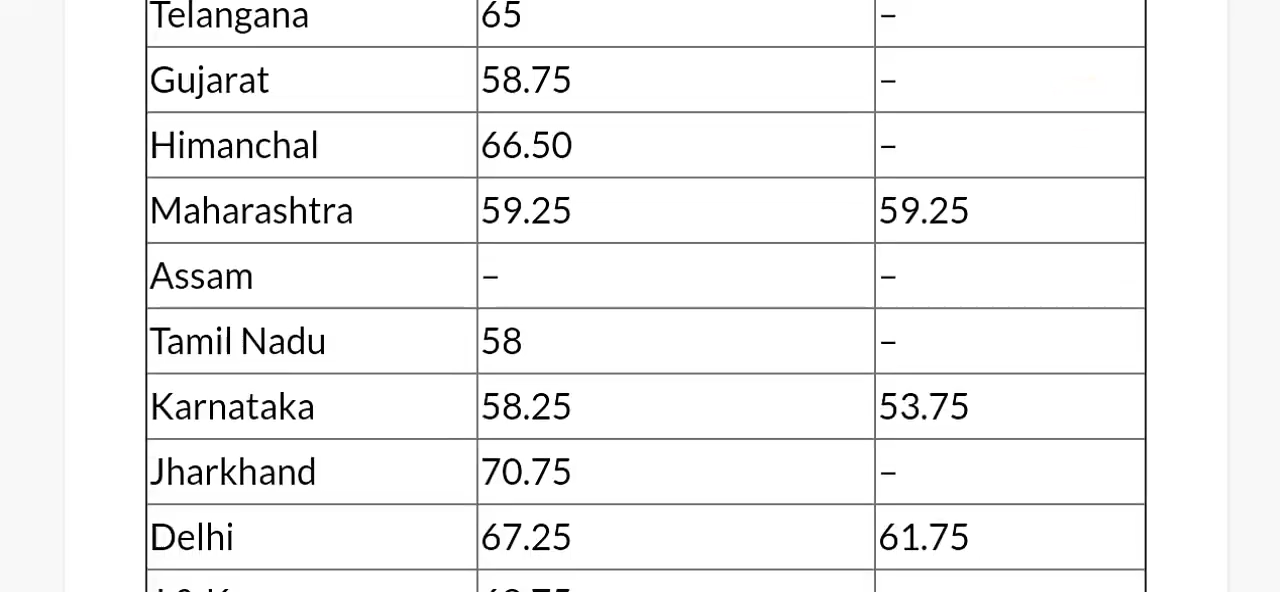 Telangana 65 –
Gujarat 58.75 –
Himanchal 66.50 –
Maharashtra 59.25 59.25
Assam – –
Tamil Nadu 58 –
Karnataka 58.25 53.75
Jharkhand 70.75 –
Delhi 67.25 61.75